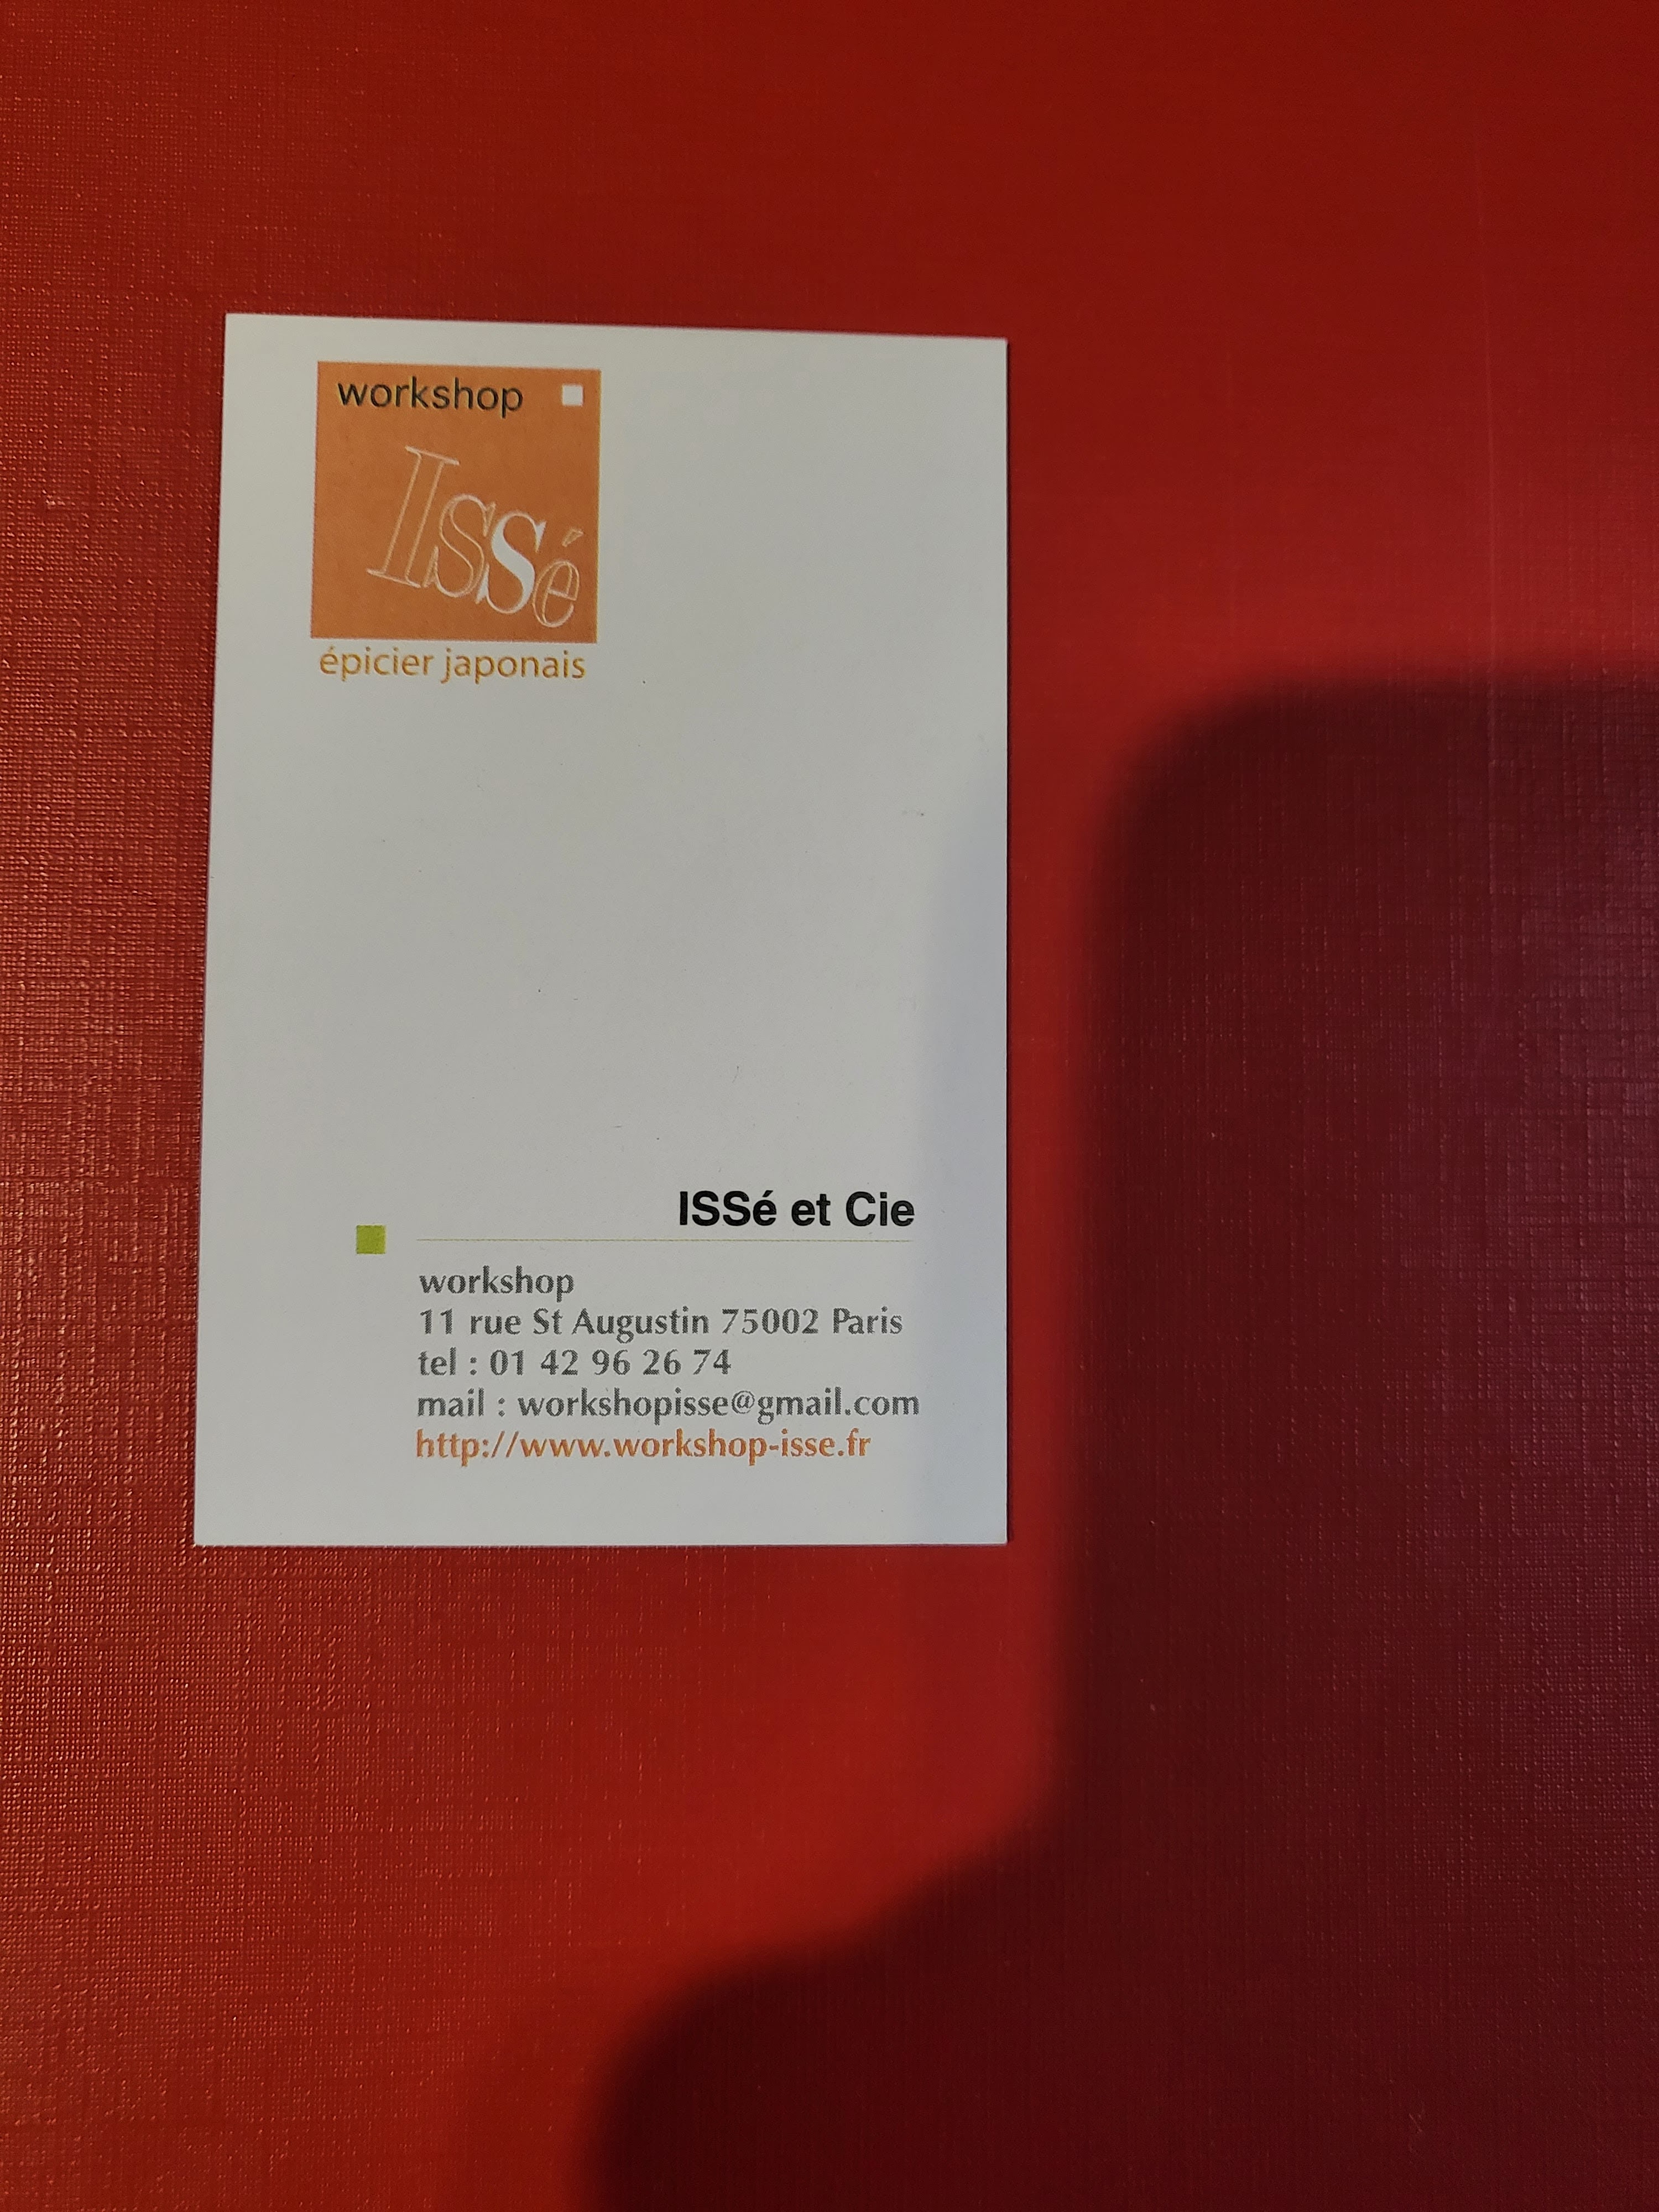 workshop
Issé
épicier japonais
ISSé et Cie
workshop
11 rue St Augustin 75002 Paris
tel : 01 42 96 26 74
mail : workshopisse@gmail.com
http://www.workshop-isse.fr